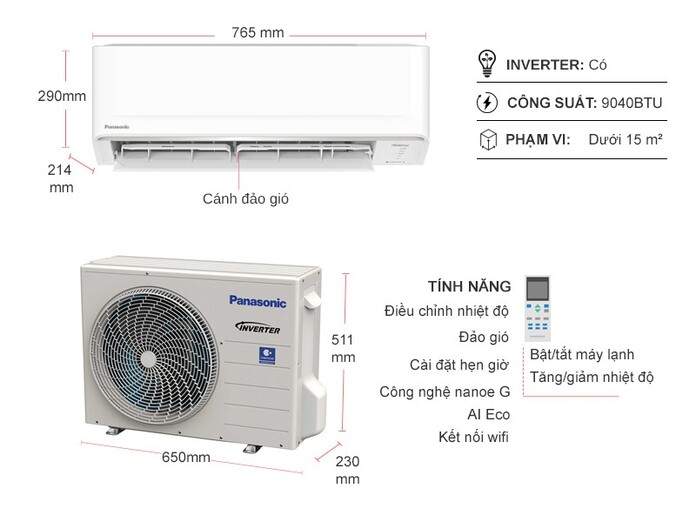 765 mm
290mm
Panasonic
Inverter
214
mm
Cánh đảo gió
INVERTER: Có
CÔNG SUẤT: 9040BTU
PHẠM VI: Dưới 15 m²
Panasonic
INVERTER
511
mm
650mm
230
mm
TÍNH NĂNG
Điều chỉnh nhiệt độ
Đảo gió
Cài đặt hẹn giờ
Công nghệ nanoe G
AI Eco
Kết nối wifi
Bật/tắt máy lạnh
Tăng/giảm nhiệt độ